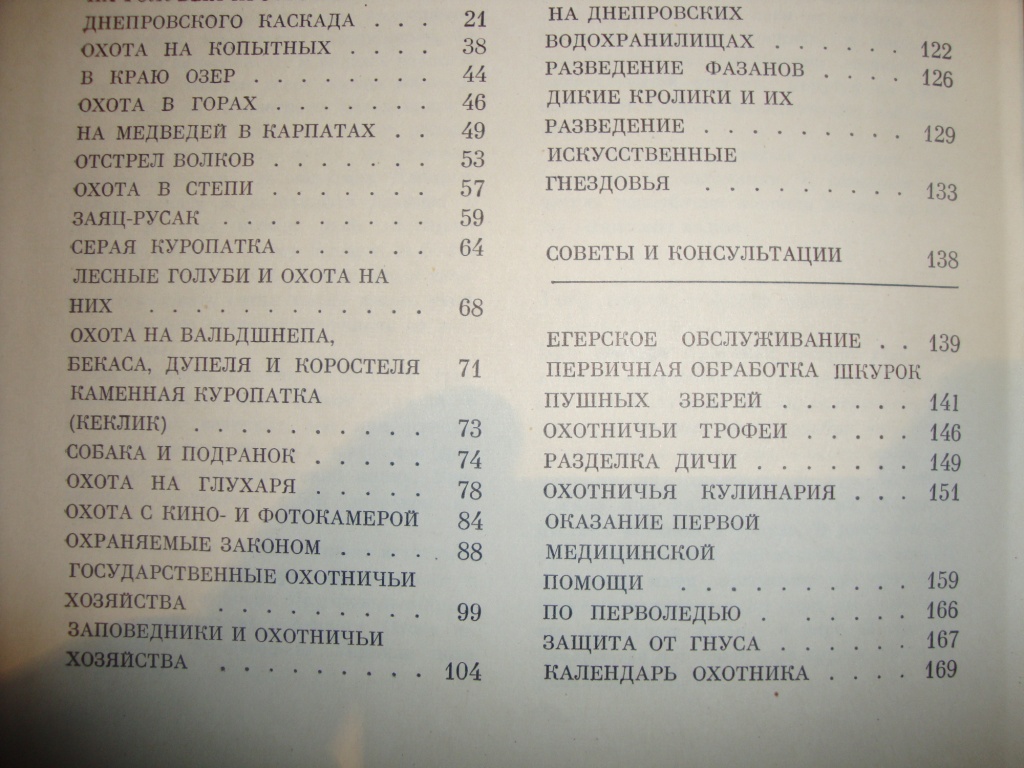 ДНЕПРОВСКОГО КАСКАДА . . . 21
ОХОТА НА КОПЫТНЫХ . . . . 38
В КРАЮ ОЗЕР . . . . . . . 44
ОХОТА В ГОРАХ . . . . . . . 46
НА МЕДВЕДЕЙ В КАРПАТАХ . . 49
ОТСТРЕЛ ВОЛКОВ . . . . . . . 53
ОХОТА В СТЕПИ . . . . . . . 57
ЗАЯЦ-РУСАК . . . . . . . . 59
СЕРАЯ КУРОПАТКА . . . . . . 64
ЛЕСНЫЕ ГОЛУБИ И ОХОТА НА
НИХ . . . . . . . . . . . . 68
ОХОТА НА ВАЛЬДШНЕПА,
БЕКАСА, ДУПЕЛЯ И КОРОСТЕЛЯ 71
КАМЕННАЯ КУРОПАТКА
(КЕКЛИК) . . . . . . . . . . 73
СОБАКА И ПОДРАНОК . . . . . 74
ОХОТА НА ГЛУХАРЯ . . . . . 78
ОХОТА С КИНО- И ФОТОКАМЕРОЙ 84
ОХРАНЯЕМЫЕ ЗАКОНОМ . . . . 88
ГОСУДАРСТВЕННЫЕ ОХОТНИЧЬИ
ХОЗЯЙСТВА . . . . . . . . . 99
ЗАПОВЕДНИКИ И ОХОТНИЧЬИ
ХОЗЯЙСТВА . . . . . . . . . 104
НА ДНЕПРОВСКИХ
ВОДОХРАНИЛИЩАХ . . . . . . 122
РАЗВЕДЕНИЕ ФАЗАНОВ . . . . 126
ДИКИЕ КРОЛИКИ И ИХ
РАЗВЕДЕНИЕ . . . . . . . . . 129
ИСКУССТВЕННЫЕ
ГНЕЗДОВЬЯ . . . . . . . . . 133
СОВЕТЫ И КОНСУЛЬТАЦИИ 138
ЕГЕРСКОЕ ОБСЛУЖИВАНИЕ . . 139
ПЕРВИЧНАЯ ОБРАБОТКА ШКУРОК
ПУШНЫХ ЗВЕРЕЙ . . . . . . 141
ОХОТНИЧЬИ ТРОФЕИ . . . . . 146
РАЗДЕЛКА ДИЧИ . . . . . . . 149
ОХОТНИЧЬЯ КУЛИНАРИЯ . . . 151
ОКАЗАНИЕ ПЕРВОЙ
МЕДИЦИНСКОЙ
ПОМОЩИ . . . . . . . . . . 159
ПО ПЕРВОЛЕДЬЮ . . . . . . 166
ЗАЩИТА ОТ ГНУСА . . . . . . 167
КАЛЕНДАРЬ ОХОТНИКА . . . . 169